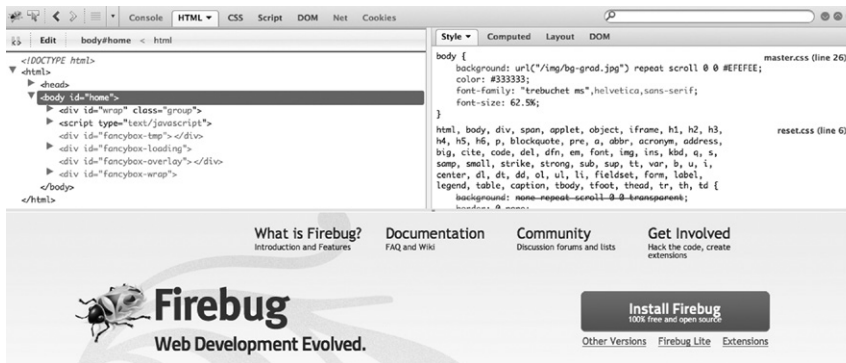 Console HTML CSS Script DOM Net Cookies
Edit body#home < html
<!DOCTYPE html>
<html>
<head>
<body id="home">
<div id="wrap" class="group">
<script type="text/javascript">
<div id="fancybox-tmp"></div>
<div id="fancybox-loading">
<div id="fancybox-overlay"></div>
<div id="fancybox-wrap">
</body>
</html>
Style Computed Layout DOM
body { master.css (line 26)
background: url("/img/bg-grad.jpg") repeat scroll 0 0 #EFEFEE;
color: #333333;
font-family: "trebuchet ms",helvetica,sans-serif;
font-size: 62.5%;
}
html, body, div, span, applet, object, iframe, h1, h2, h3, reset.css (line 6)
h4, h5, h6, p, blockquote, pre, a, abbr, acronym, address,
big, cite, code, del, dfn, em, font, img, ins, kbd, q, s,
samp, small, strike, strong, sub, sup, tt, var, b, u, i,
center, dl, dt, dd, ol, ul, li, fieldset, form, label,
legend, table, caption, tbody, tfoot, thead, tr, th, td {
background: none repeat scroll 0 0 transparent;
border: 0 none;
What is Firebug? Documentation Community Get Involved
Introduction and Features FAQ and Wiki Discussion forums and lists Hack the code, create
extensions
Firebug
Web Development Evolved.
Install Firebug
100% free and open source
Other Versions Firebug Lite Extensions